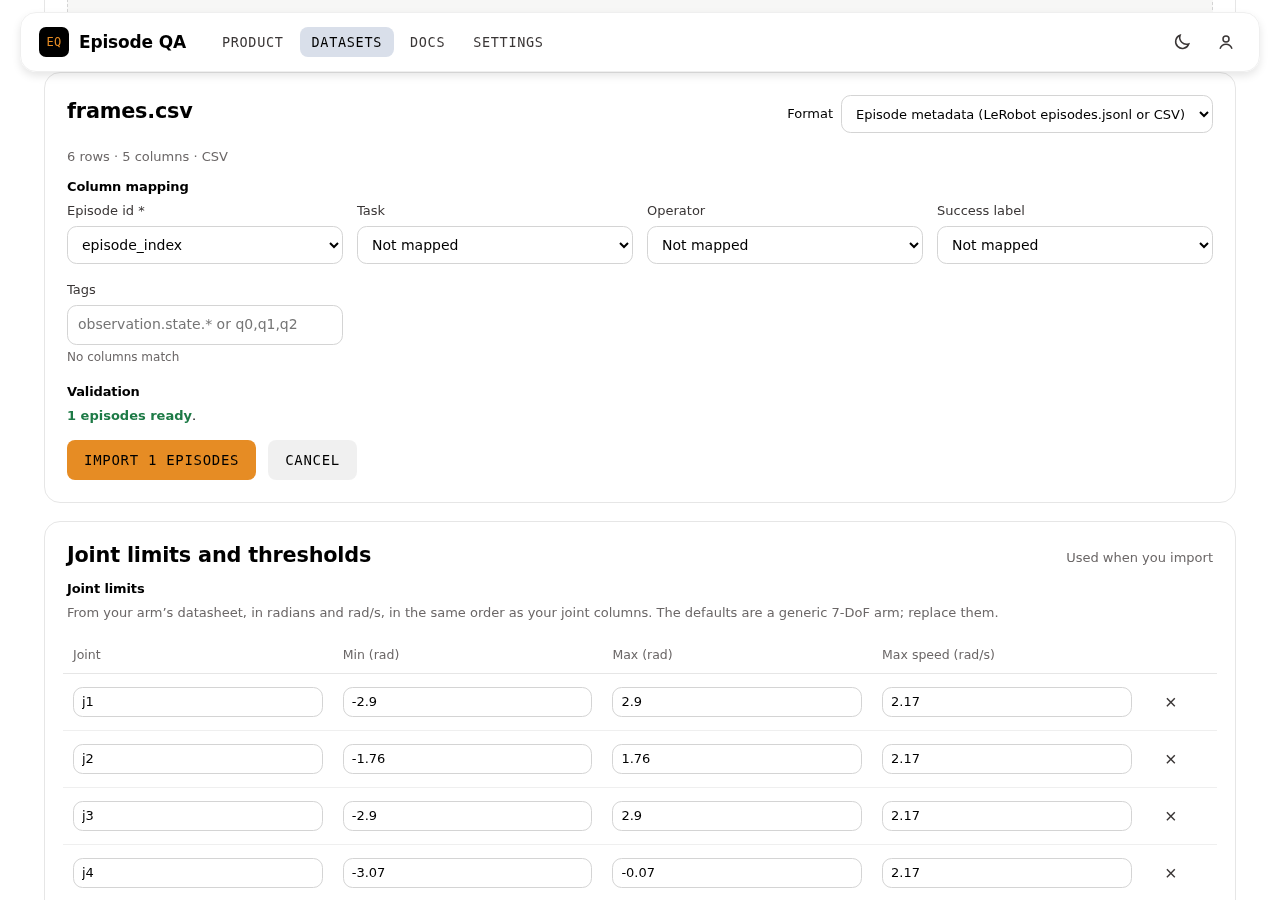 EQ Episode QA PRODUCT DATASETS DOCS SETTINGS
frames.csv
Format Episode metadata (LeRobot episodes.jsonl or CSV)
6 rows · 5 columns · CSV
Column mapping
Episode id * Task Operator Success label
episode_index Not mapped Not mapped Not mapped
Tags
observation.state.* or q0,q1,q2
No columns match
Validation
1 episodes ready.
IMPORT 1 EPISODES CANCEL
Joint limits and thresholds
Used when you import
Joint limits
From your arm’s datasheet, in radians and rad/s, in the same order as your joint columns. The defaults are a generic 7-DoF arm; replace them.
Joint Min (rad) Max (rad) Max speed (rad/s)
j1 -2.9 2.9 2.17 ×
j2 -1.76 1.76 2.17 ×
j3 -2.9 2.9 2.17 ×
j4 -3.07 -0.07 2.17 ×